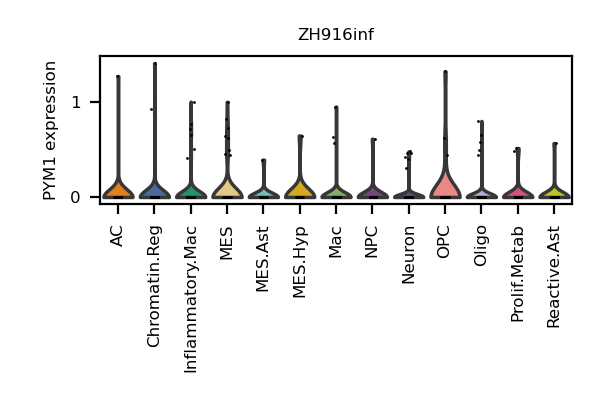 ZH916inf
PYM1 expression
1
0
AC
Chromatin.Reg
Inflammatory.Mac
MES
MES.Ast
MES.Hyp
Mac
NPC
Neuron
OPC
Oligo
Prolif.Metab
Reactive.Ast